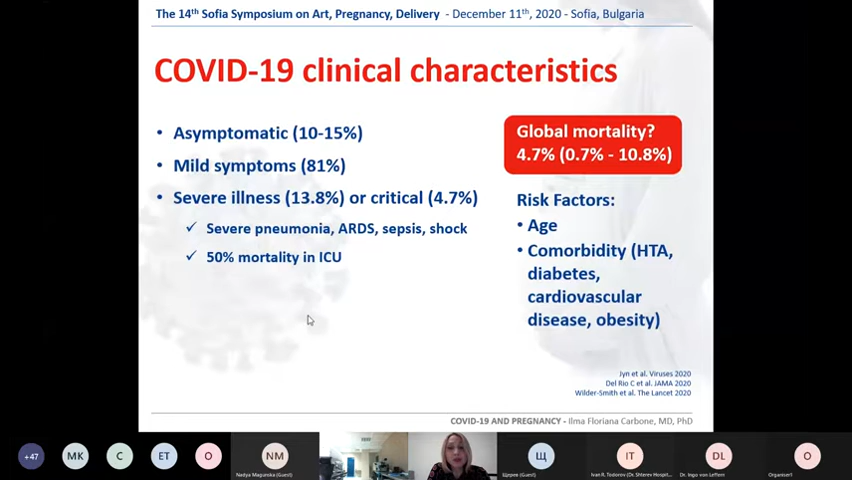 The 14th Sofia Symposium on Art, Pregnancy, Delivery - December 11th, 2020 - Sofia, Bulgaria
COVID-19 clinical characteristics
• Asymptomatic (10-15%)
• Mild symptoms (81%)
• Severe illness (13.8%) or critical (4.7%)
✓ Severe pneumonia, ARDS, sepsis, shock
✓ 50% mortality in ICU
Global mortality?
4.7% (0.7% - 10.8%)
Risk Factors:
• Age
• Comorbidity (HTA,
diabetes,
cardiovascular
disease, obesity)
Jyn et al. Viruses 2020
Del Rio C et al. JAMA 2020
Wilder-Smith et al. The Lancet 2020
COVID-19 AND PREGNANCY - Ilma Floriana Carbone, MD, PhD
+47
MK
C
ET
O
NM
Nadya Magunska (Guest)
Щ
(Guest)
IT
Ivan R. Todorov (Dr. Shterev Hospit...
DL
Dr. Ingo von Leffern
O
Organiser1